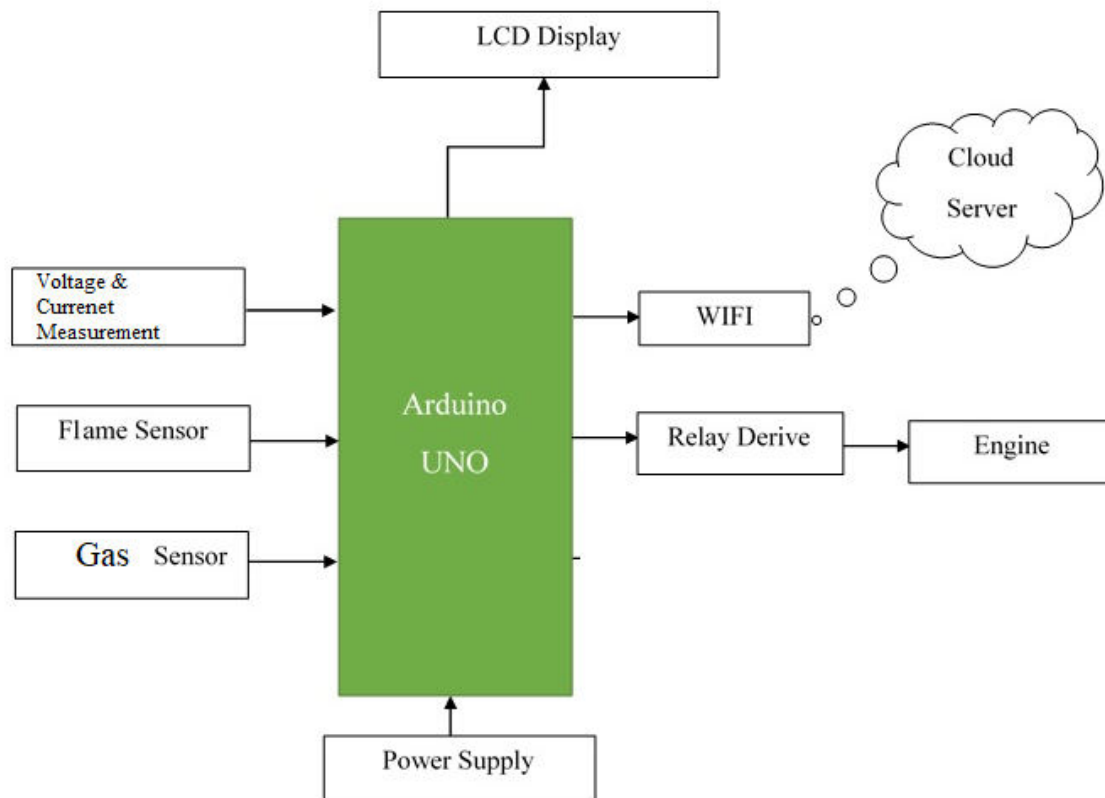 LCD Display
Cloud
Server
Voltage &
Currenet
Measurement
WIFI
Arduino
UNO
Flame Sensor
Relay Derive
Engine
Gas Sensor
Power Supply